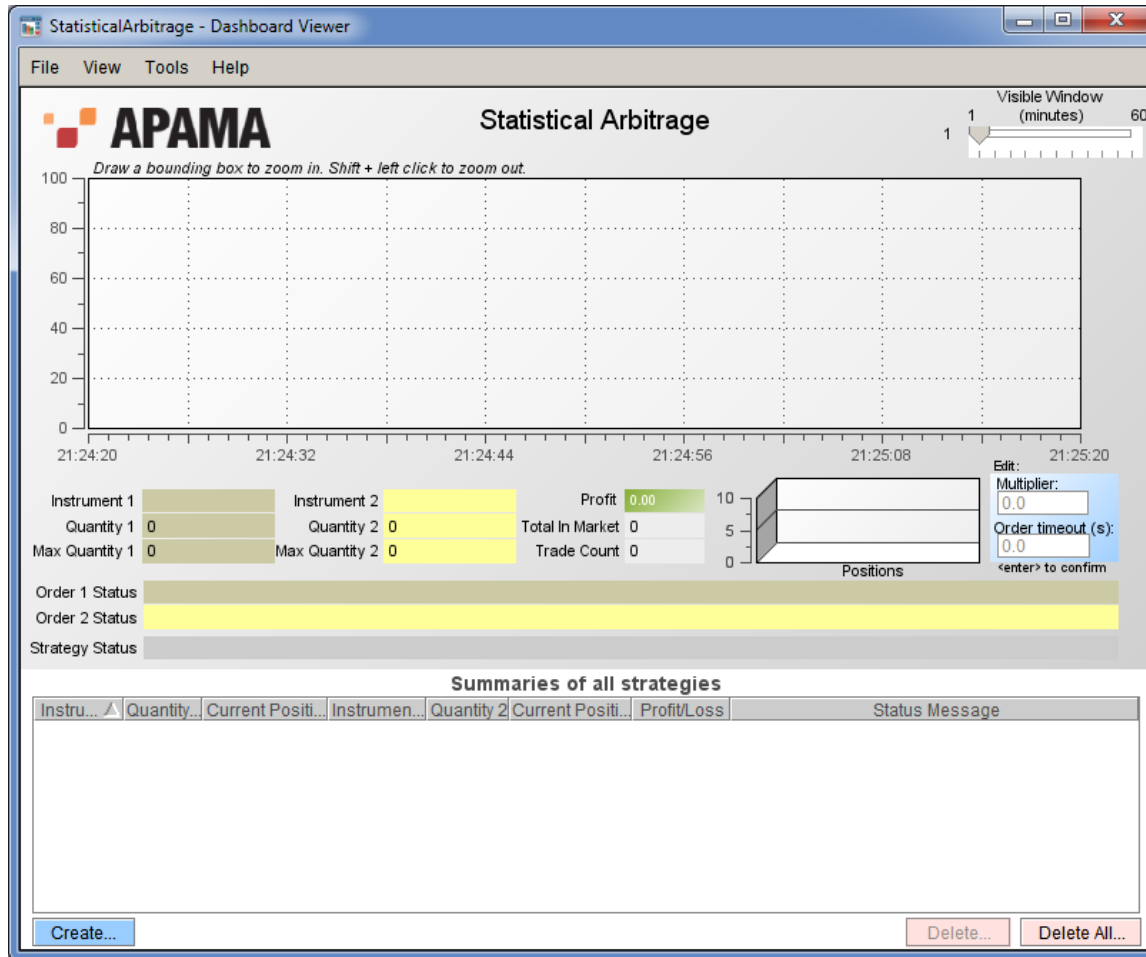 StatisticalArbitrage - Dashboard Viewer
File View Tools Help
APAMA
Statistical Arbitrage
Visible Window
(minutes)
1 60
1
Draw a bounding box to zoom in. Shift + left click to zoom out.
100
80
60
40
20
0
21:24:20 21:24:32 21:24:44 21:24:56 21:25:08 21:25:20
Instrument 1
Quantity 1 0
Max Quantity 1 0
Instrument 2
Quantity 2 0
Max Quantity 2 0
Profit 0.00
Total In Market 0
Trade Count 0
10
5
0
Positions
Edit:
Multiplier:
0.0
Order timeout (s):
0.0
<enter> to confirm
Order 1 Status
Order 2 Status
Strategy Status
Summaries of all strategies
Instru... Quantity... Current Positi... Instrumen... Quantity 2 Current Positi... Profit/Loss Status Message
Create... Delete... Delete All...